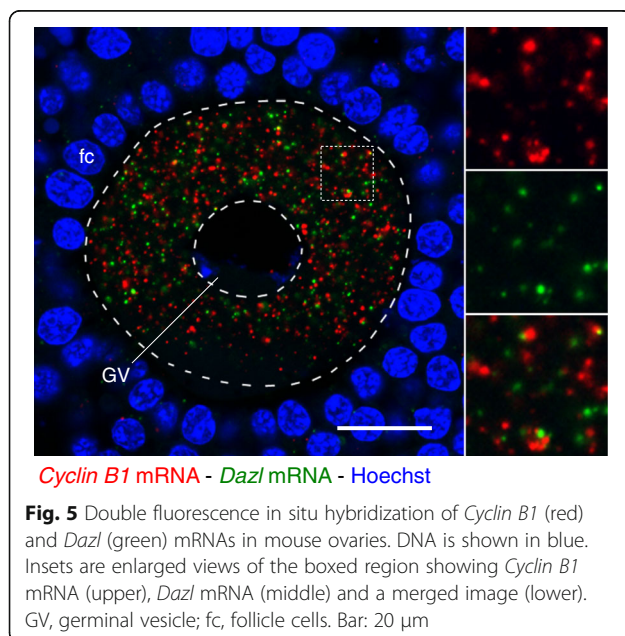 fc
GV
Cyclin B1 mRNA - Dazl mRNA - Hoechst
Fig. 5 Double fluorescence in situ hybridization of Cyclin B1 (red)
and Dazl (green) mRNAs in mouse ovaries. DNA is shown in blue.
Insets are enlarged views of the boxed region showing Cyclin B1
mRNA (upper), Dazl mRNA (middle) and a merged image (lower).
GV, germinal vesicle; fc, follicle cells. Bar: 20 μm